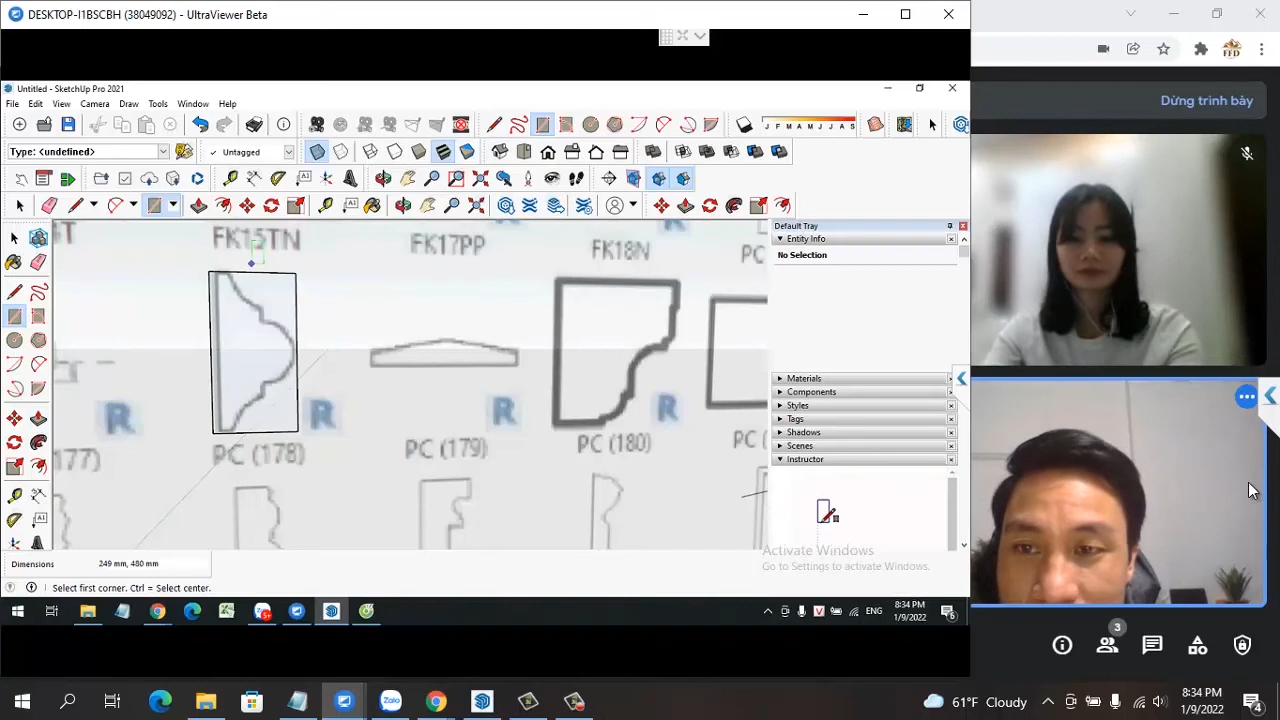 DESKTOP-I1BSCBH (38049092) - UltraViewer Beta
FFD
Untitled - SketchUp Pro 2021
File Edit View Camera Draw Tools Window Help
J F M A M J J A S
Type: <undefined>
Untagged
Dừng trình bày
Default Tray
Entity Info
No Selection
FK15TN
FK17PP
FK18N
PC
R
R
R
R
PC (178)
PC (179)
PC (180)
PC (
Materials
Components
Styles
Tags
Shadows
Scenes
Instructor
Activate Windows
Go to Settings to activate Windows.
Dimensions
249 mm, 480 mm
Select first corner. Ctrl = Select center.
ENG
8:34 PM
1/9/2022
3
61°F Cloudy
Zalo
8:34 PM
1/9/2022
4